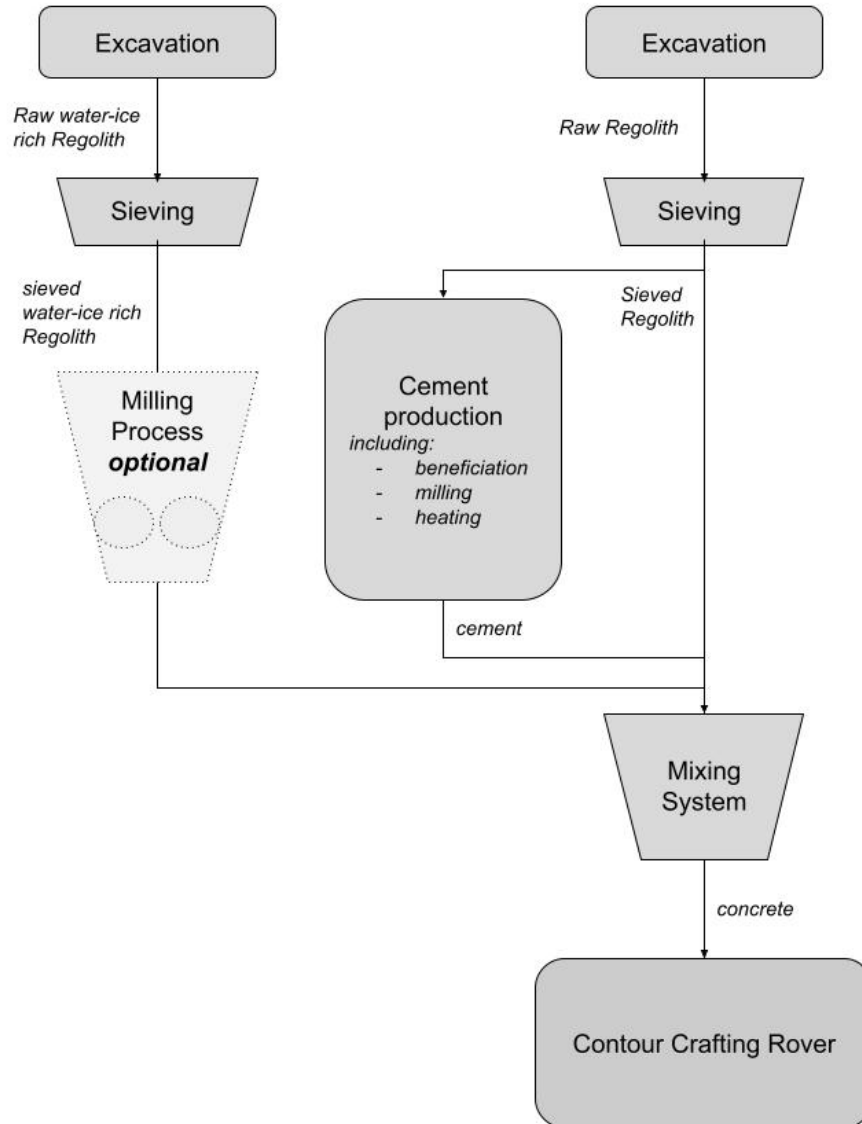 Excavation
Raw water-ice
rich Regolith
Sieving
sieved
water-ice rich
Regolith
Milling
Process
optional
Excavation
Raw Regolith
Sieving
Sieved
Regolith
Cement
production
including:
- beneficiation
- milling
- heating
cement
Mixing
System
concrete
Contour Crafting Rover